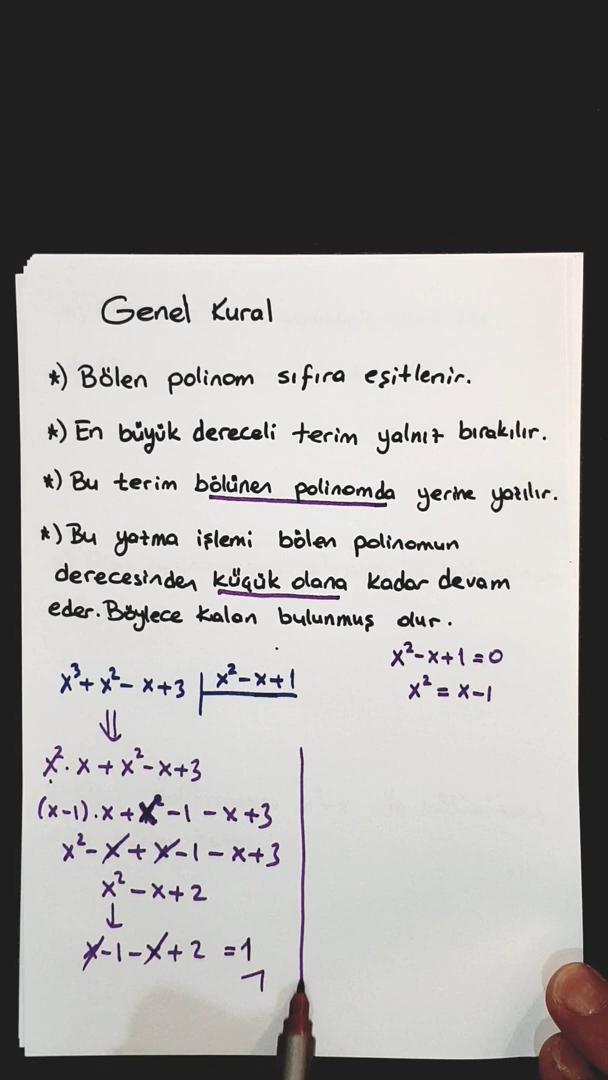 Genel Kural
*) Bölen polinom sıfıra eşitlenir.
*) En büyük dereceli terim yalnız bırakılır.
*) Bu terim bölünen polinomda yerine yazılır.
*) Bu yazma işlemi bölen polinomun
derecesinden küçük olana kadar devam
eder. Böylece kalan bulunmuş olur.
x²-x+1=0
x² = x-1
x³+x²-x+3 | x²-x+1
⇓
x².x+x²-x+3
(x-1).x+x-1-x+3
x²-x+x-1-x+3
x²-x+2
↓
x-1-x+2 =1